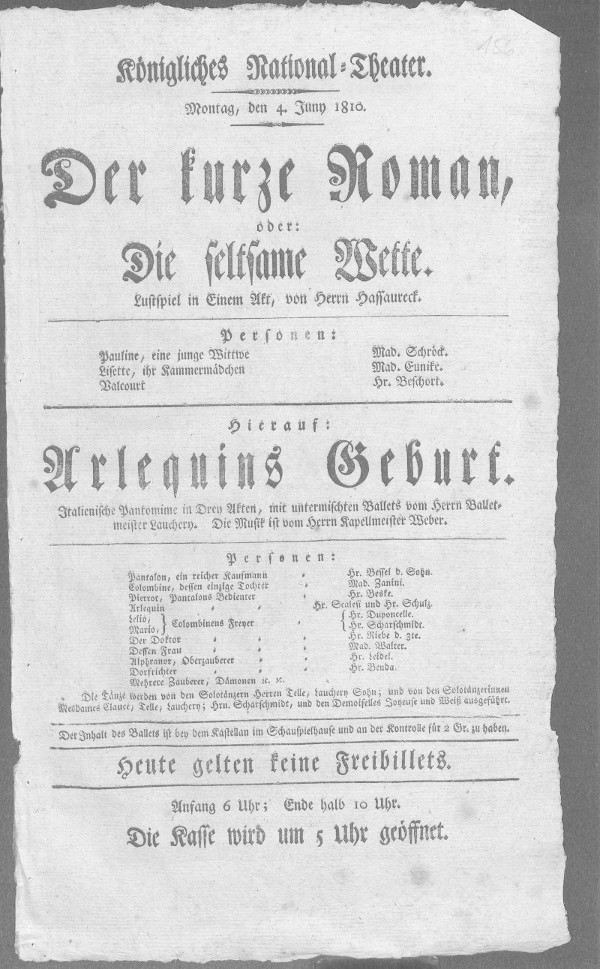 156
Königliches National-Theater.
Montag, den 4. Juny 1810.
Der kurze Roman,
oder:
Die seltsame Wette.
Lustspiel in Einem Akt, von Herrn Hassaureck.
Personen:
Pauline, eine junge Wittwe Mad. Schröck.
Lisette, ihr Kammermädchen Mad. Eunike.
Valcourt Hr. Beschort.
Hierauf:
Arlequins Geburt.
Italienische Pantomime in Drey Akten, mit untermischten Ballets vom Herrn Ballet-
meister Lauchery. Die Musik ist vom Herrn Kapellmeister Weber.
Personen:
Pantalon, ein reicher Kaufmann Hr. Bessel d. Sohn.
Colombine, dessen einzige Tochter Mad. Zanini.
Pierrot, Pantalons Bedienter Hr. Beske.
Arlequin Hr. Scalesi und Hr. Schulz.
Lelio, } Colombinens Freyer { Hr. Duponcelle.
Mario, } { Hr. Scharschmidt.
Der Doktor Hr. Riebe d. 3te.
Dessen Frau Mad. Walter.
Alphranor, Oberzauberer Hr. Leidel.
Dorfrichter Hr. Benda.
Mehrere Zauberer, Dämonen ꝛc. ꝛc.
Die Tänze werden von den Solotänzern Herren Telle, Lauchery Sohn; und von den Solotänzerinnen
Mesdames Clauce, Telle, Lauchery; Hrn. Scharschmidt, und den Demoiselles Joyeuse und Weiß ausgeführt.
Der Inhalt des Ballets ist bey dem Kastellan im Schauspielhause und an der Kontrolle für 2 Gr. zu haben.
Heute gelten keine Freibillets.
Anfang 6 Uhr; Ende halb 10 Uhr.
Die Kasse wird um 5 Uhr geöffnet.